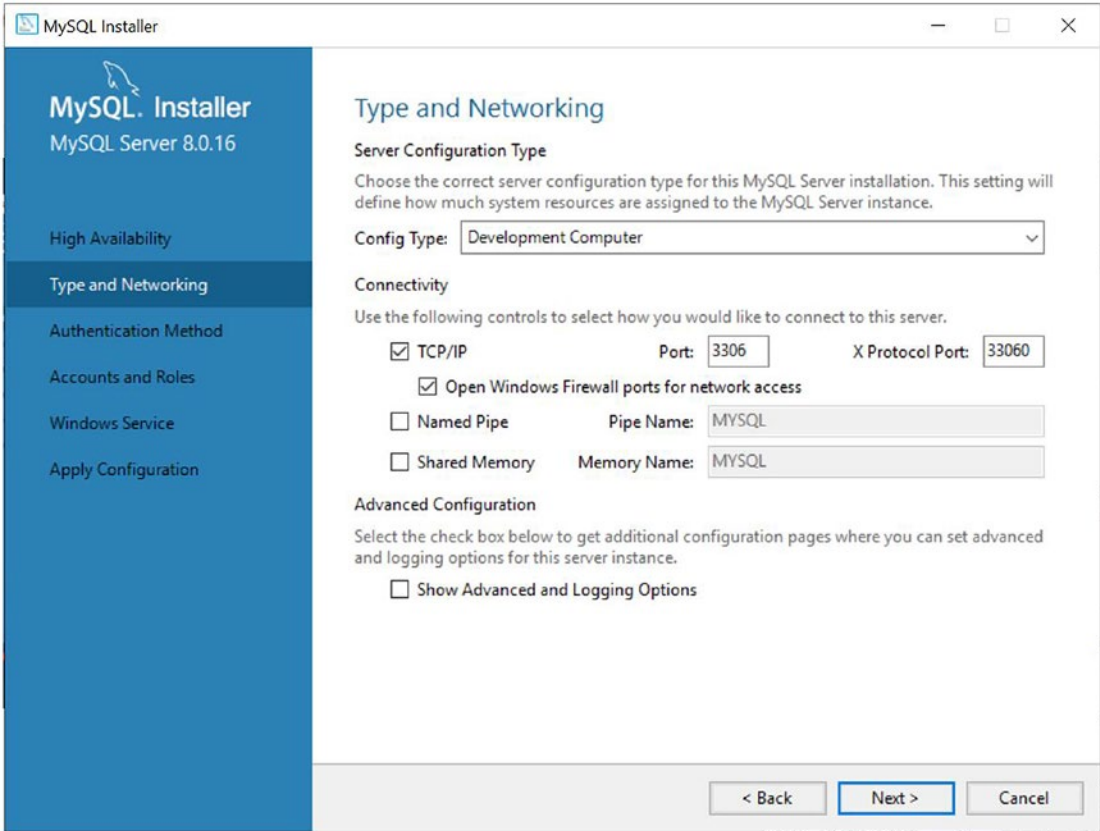 MySQL Installer
MySQL. Installer
MySQL Server 8.0.16
High Availability
Type and Networking
Authentication Method
Accounts and Roles
Windows Service
Apply Configuration
Type and Networking
Server Configuration Type
Choose the correct server configuration type for this MySQL Server installation. This setting will
define how much system resources are assigned to the MySQL Server instance.
Config Type: Development Computer
Connectivity
Use the following controls to select how you would like to connect to this server.
TCP/IP Port: 3306 X Protocol Port: 33060
Open Windows Firewall ports for network access
Named Pipe Pipe Name: MYSQL
Shared Memory Memory Name: MYSQL
Advanced Configuration
Select the check box below to get additional configuration pages where you can set advanced
and logging options for this server instance.
Show Advanced and Logging Options
< Back Next > Cancel